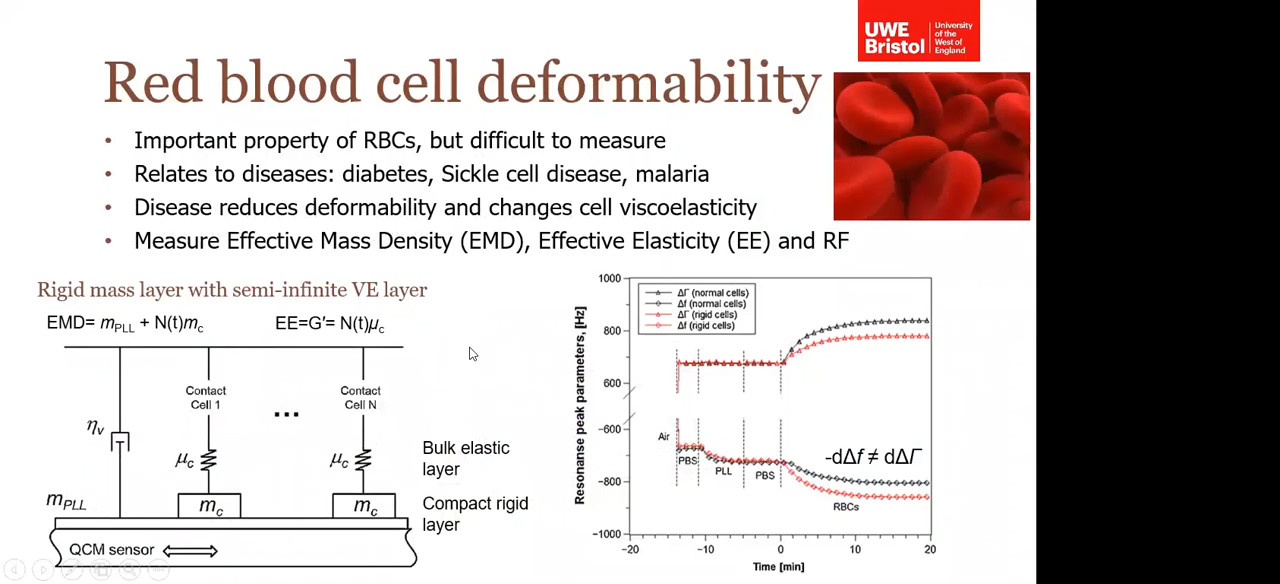 UWE
Bristol
University
of the
West of
England
Red blood cell deformability
• Important property of RBCs, but difficult to measure
• Relates to diseases: diabetes, Sickle cell disease, malaria
• Disease reduces deformability and changes cell viscoelasticity
• Measure Effective Mass Density (EMD), Effective Elasticity (EE) and RF
Rigid mass layer with semi-infinite VE layer
EMD= mPLL + N(t)mc
EE=G'= N(t)μc
Contact
Cell 1
...
Contact
Cell N
ηv
μc
μc
Bulk elastic
layer
mPLL
mc
mc
Compact rigid
layer
QCM sensor
Resonanse peak parameters, [Hz]
1000
800
600
−600
−800
−1000
ΔΓ (normal cells)
Δf (normal cells)
ΔΓ (rigid cells)
Δf (rigid cells)
Air
PBS
PLL
PBS
-dΔf ≠ dΔΓ
RBCs
−20
−10
0
10
20
Time [min]